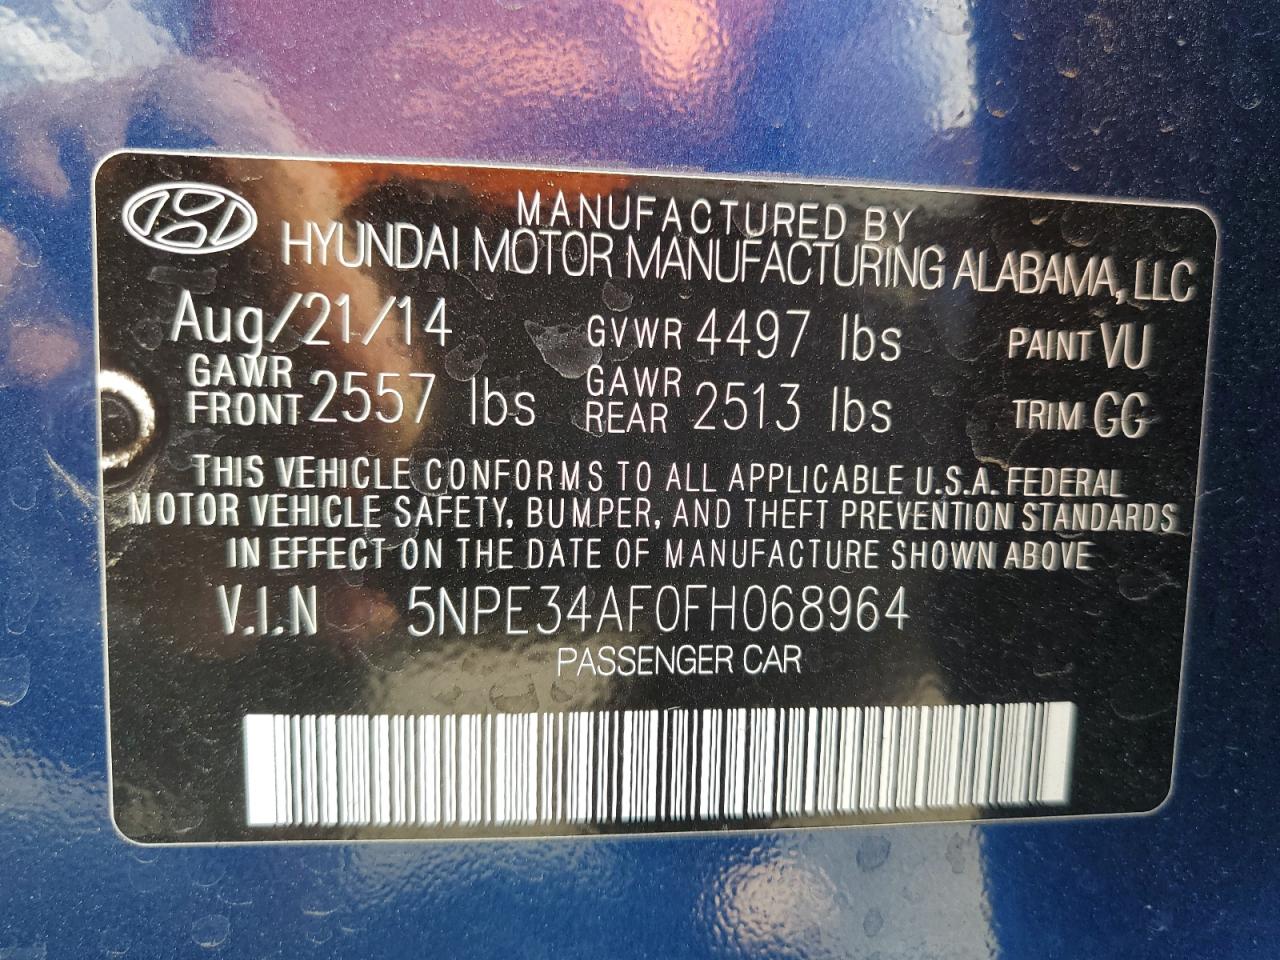 MANUFACTURED BY
HYUNDAI MOTOR MANUFACTURING ALABAMA, LLC
Aug/21/14 GVWR 4497 lbs PAINT VU
GAWR FRONT 2557 lbs GAWR REAR 2513 lbs TRIM GG
THIS VEHICLE CONFORMS TO ALL APPLICABLE U.S.A. FEDERAL
MOTOR VEHICLE SAFETY, BUMPER, AND THEFT PREVENTION STANDARDS
IN EFFECT ON THE DATE OF MANUFACTURE SHOWN ABOVE
V.I.N 5NPE34AF0FH068964
PASSENGER CAR